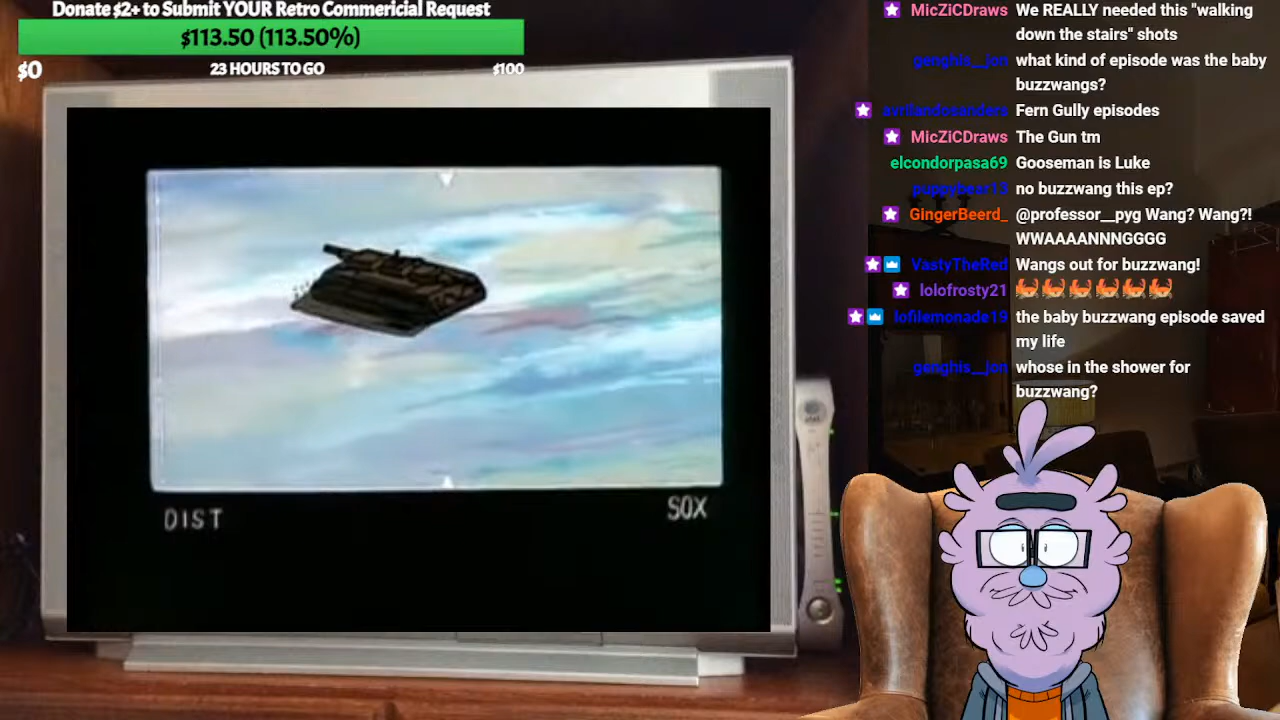 Donate $2+ to Submit YOUR Retro Commericial Request
$113.50 (113.50%)
$0
23 HOURS TO GO
$100
DIST
50X
MicZiCDraws We REALLY needed this "walking
down the stairs" shots
genghis__jon what kind of episode was the baby
buzzwangs?
avrillandosanders Fern Gully episodes
MicZiCDraws The Gun tm
elcondorpasa69 Gooseman is Luke
puppybear13 no buzzwang this ep?
GingerBeerd_ @professor__pyg Wang? Wang?!
WWAAAANNNGGGG
VastyTheRed Wangs out for buzzwang!
lolofrosty21
lofilemonade19 the baby buzzwang episode saved
my life
genghis__jon whose in the shower for
buzzwang?